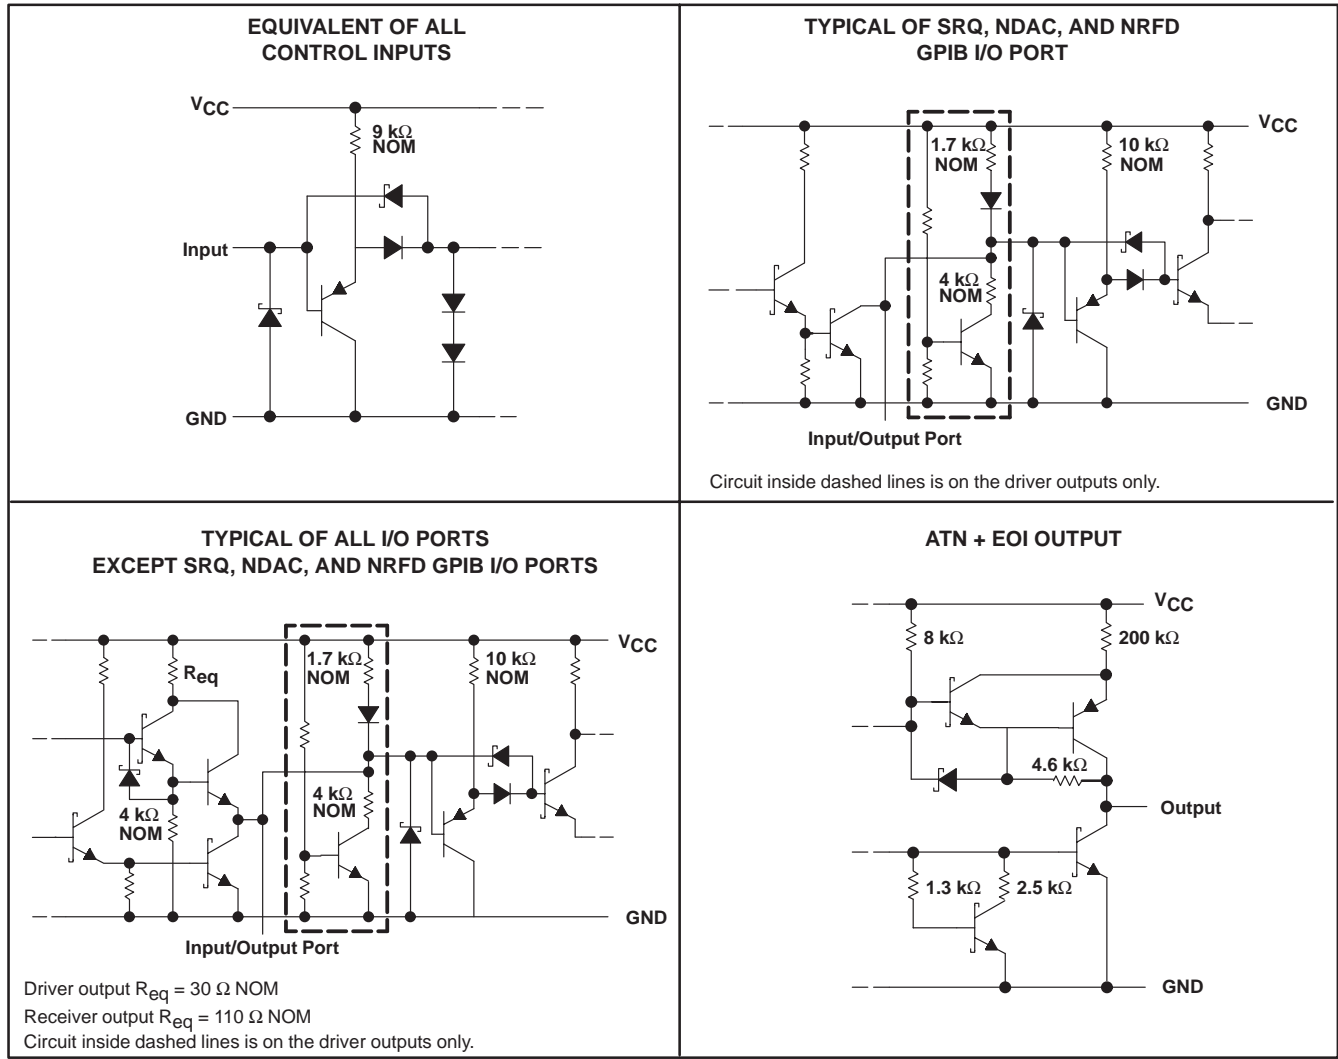 EQUIVALENT OF ALL
CONTROL INPUTS
VCC
9 kΩ
NOM
Input
GND
TYPICAL OF SRQ, NDAC, AND NRFD
GPIB I/O PORT
VCC
1.7 kΩ
NOM
10 kΩ
NOM
4 kΩ
NOM
GND
Input/Output Port
Circuit inside dashed lines is on the driver outputs only.
TYPICAL OF ALL I/O PORTS
EXCEPT SRQ, NDAC, AND NRFD GPIB I/O PORTS
VCC
Req
1.7 kΩ
NOM
10 kΩ
NOM
4 kΩ
NOM
4 kΩ
NOM
GND
Input/Output Port
Driver output Req = 30 Ω NOM
Receiver output Req = 110 Ω NOM
Circuit inside dashed lines is on the driver outputs only.
ATN + EOI OUTPUT
VCC
8 kΩ
200 kΩ
4.6 kΩ
Output
1.3 kΩ
2.5 kΩ
GND